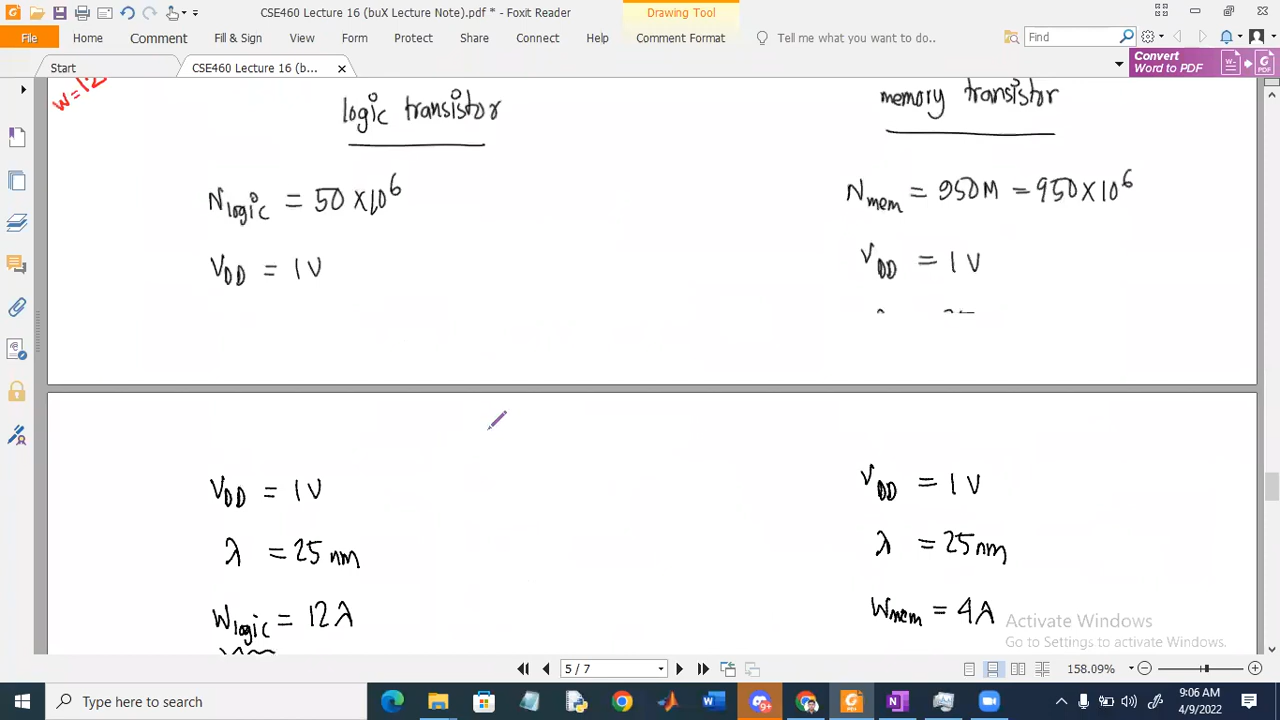 CSE460 Lecture 16 (buX Lecture Note).pdf * - Foxit Reader
Drawing Tool
File Home Comment Fill & Sign View Form Protect Share Connect Help Comment Format Tell me what you want to do.. Find
Start
CSE460 Lecture 16 (b...
Convert
Word to PDF
W=12
logic transistor
memory transistor
N_logic = 50 × 10^6
N_mem = 950M = 950 × 10^6
V_DD = 1V
V_DD = 1V
V_DD = 1V
V_DD = 1V
λ = 25 nm
λ = 25 nm
W_logic = 12λ
W_mem = 4λ
Activate Windows
Go to Settings to activate Windows.
5 / 7
158.09%
Type here to search
9+
9:06 AM
4/9/2022